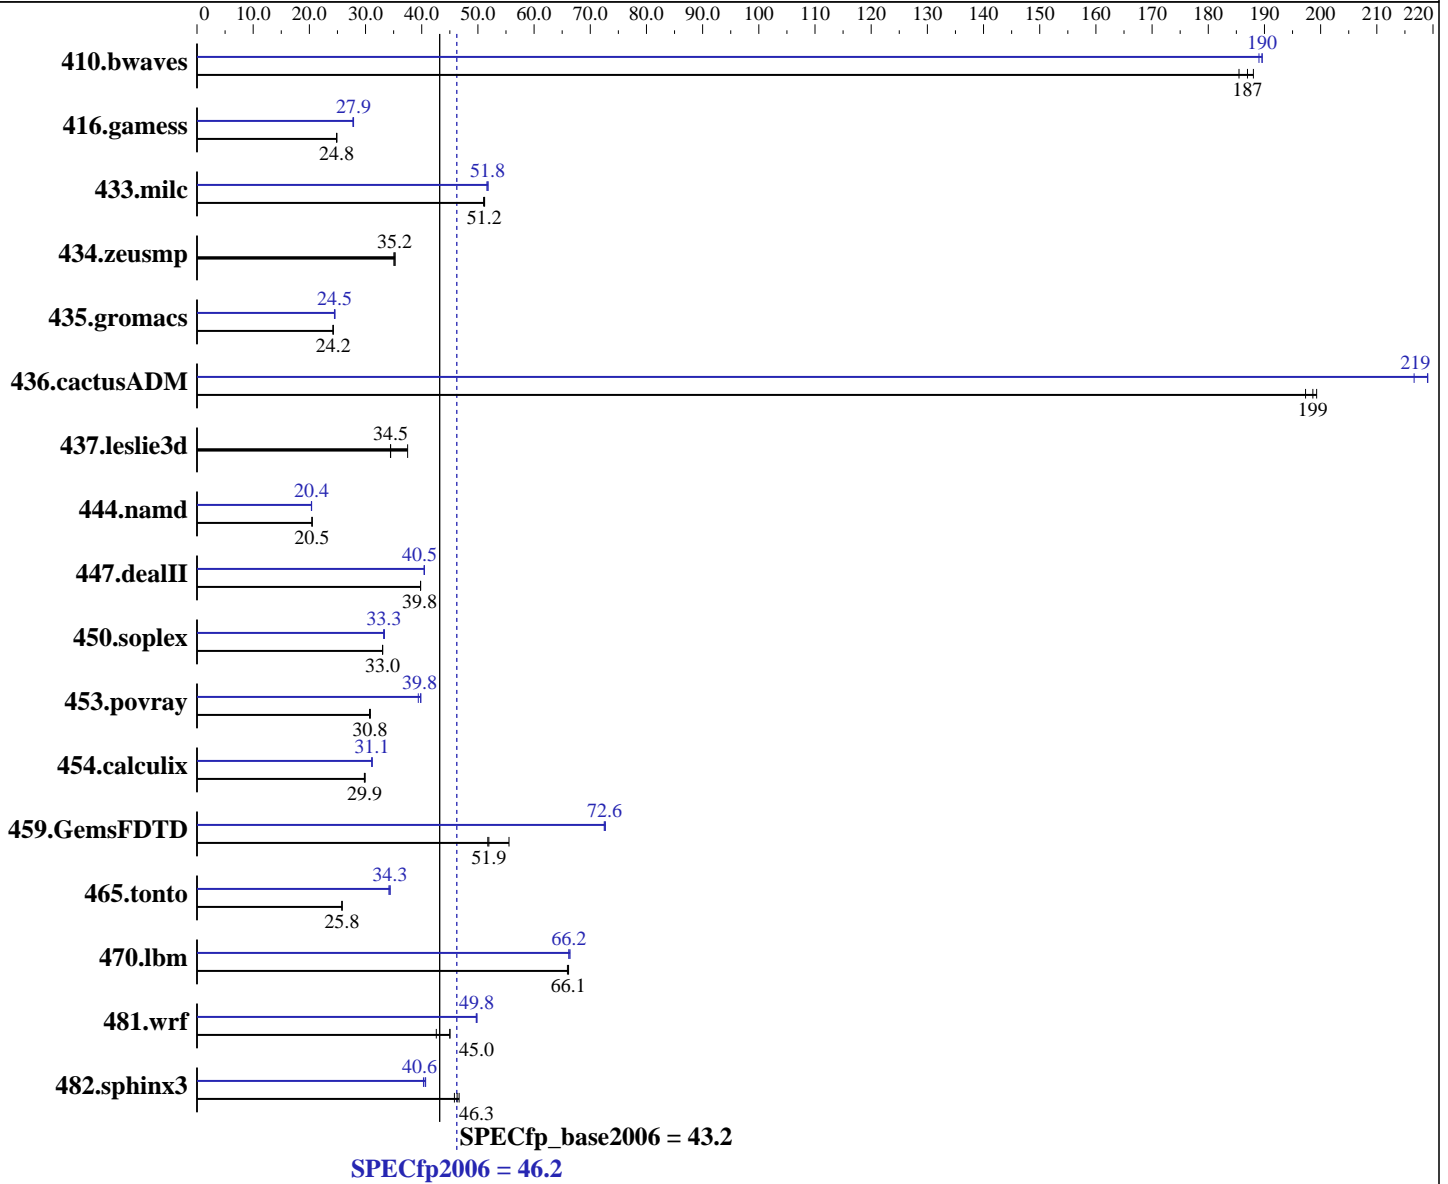 0 10.0 20.0 30.0 40.0 50.0 60.0 70.0 80.0 90.0 100 110 120 130 140 150 160 170 180 190 200 210 220
190
410.bwaves
187
27.9
416.gamess
24.8
51.8
433.milc
51.2
35.2
434.zeusmp
24.5
435.gromacs
24.2
219
436.cactusADM
199
34.5
437.leslie3d
20.4
444.namd
20.5
40.5
447.dealII
39.8
33.3
450.soplex
33.0
39.8
453.povray
30.8
31.1
454.calculix
29.9
72.6
459.GemsFDTD
51.9
34.3
465.tonto
25.8
66.2
470.lbm
66.1
49.8
481.wrf
45.0
40.6
482.sphinx3
46.3
SPECfp_base2006 = 43.2
SPECfp2006 = 46.2